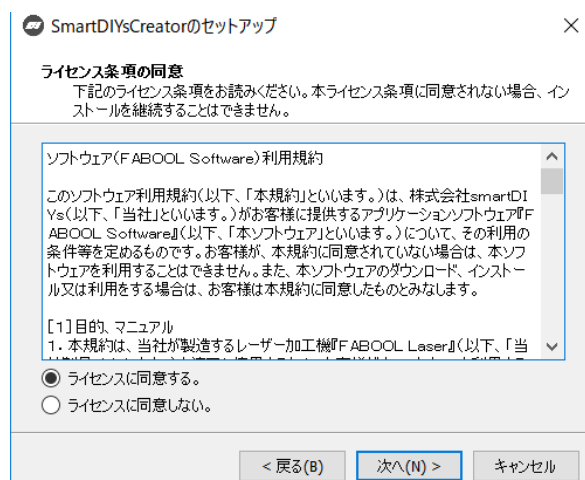 SmartDIYsCreatorのセットアップ
ライセンス条項の同意
下記のライセンス条項をお読みください。本ライセンス条項に同意されない場合、イン
ストールを継続することはできません。
ソフトウェア(FABOOL Software)利用規約
このソフトウェア利用規約(以下、「本規約」といいます。)は、株式会社smartDI
Ys(以下、「当社」といいます。)がお客様に提供するアプリケーションソフトウェア『F
ABOOL Software』(以下、「本ソフトウェア」といいます。)について、その利用の
条件等を定めるものです。お客様が、本規約に同意されていない場合は、本ソフ
トウェアを利用することはできません。また、本ソフトウェアのダウンロード、インストー
ル又は利用をする場合は、お客様は本規約に同意したものとみなします。
[1]目的、マニュアル
1. 本規約は、当社が製造するレーザー加工機『FABOOL Laser』(以下、「当
ライセンスに同意する。
ライセンスに同意しない。
< 戻る(B)
次へ(N) >
キャンセル